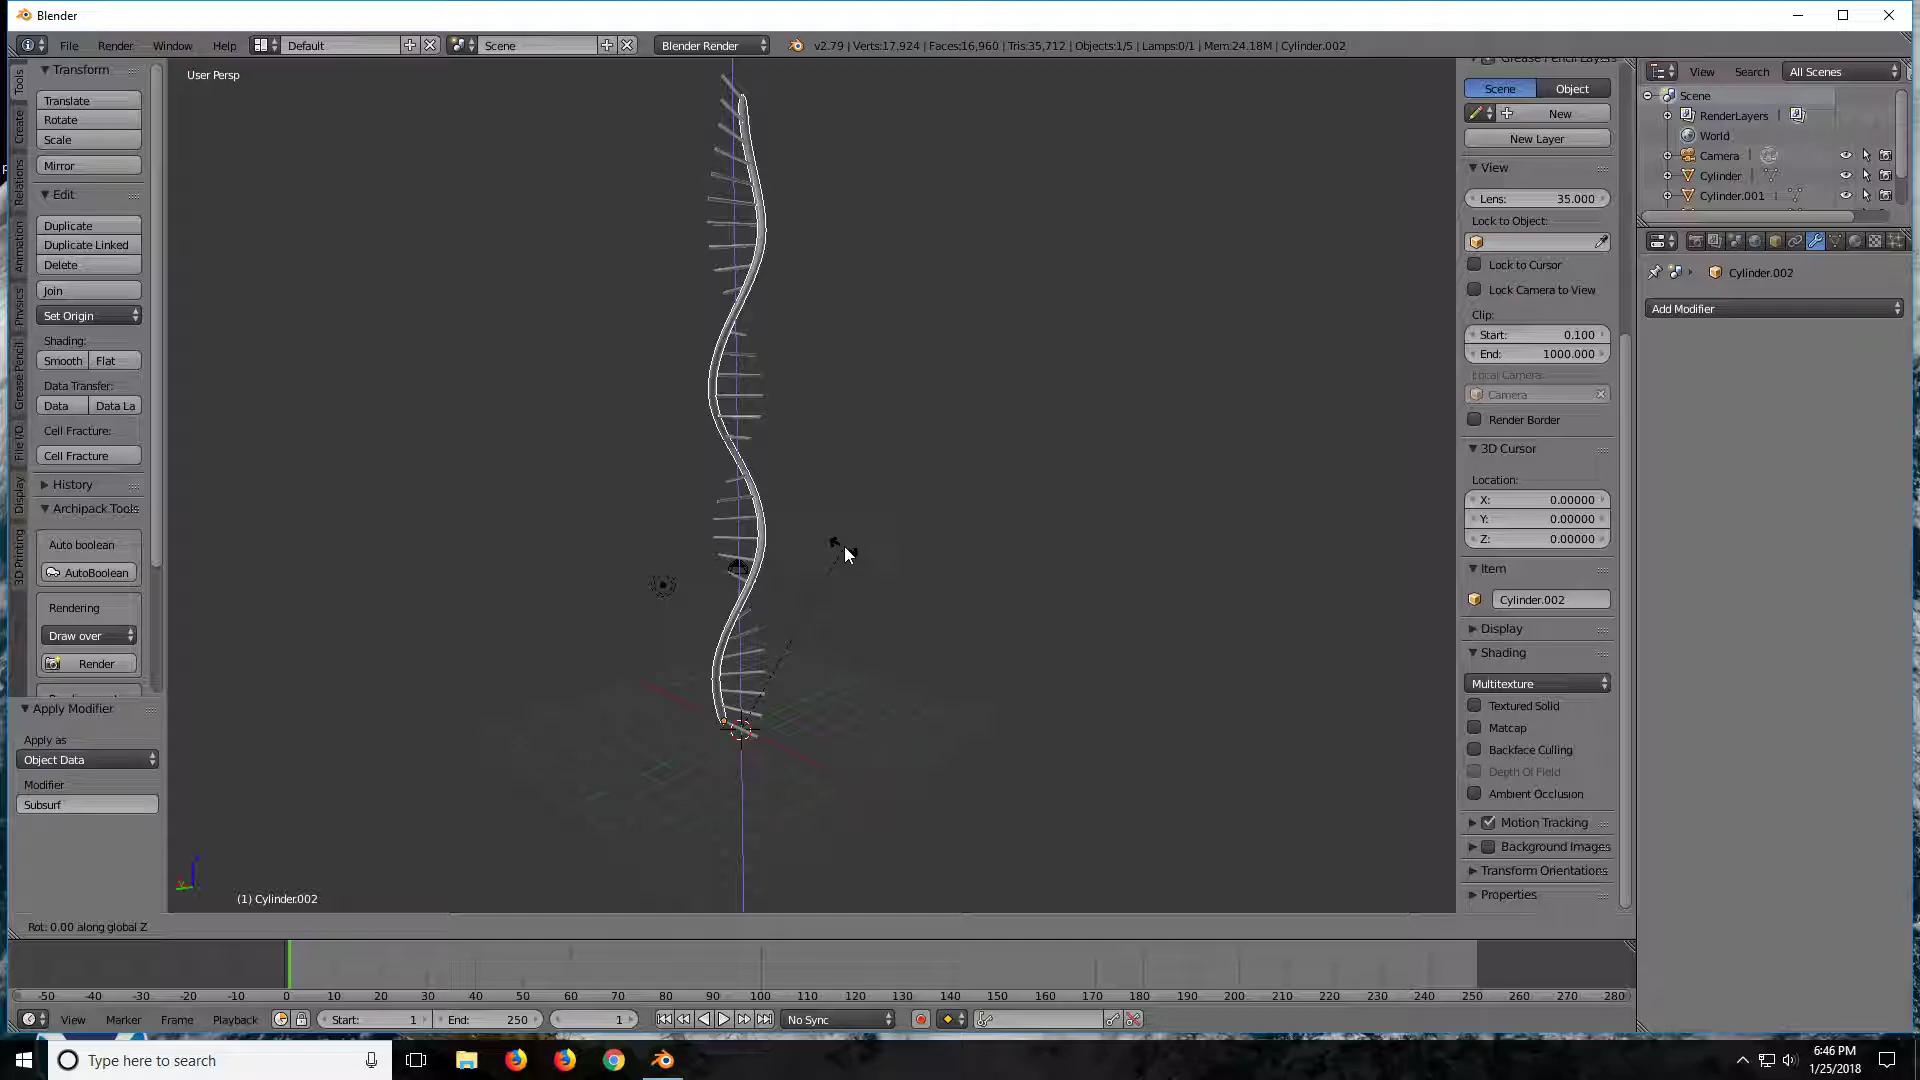 Blender
File Render Window Help Default Scene Blender Render v2.79 | Verts:17,924 | Faces:16,960 | Tris:35,712 | Objects:1/5 | Lamps:0/1 | Mem:24.18M | Cylinder.002
Tools
Create
Relations
Animation
Physics
Grease Pencil
File I/O
Display
3D Printing
Transform
Translate
Rotate
Scale
Mirror
Edit
Duplicate
Duplicate Linked
Delete
Join
Set Origin
Shading:
Smooth Flat
Data Transfer:
Data Data La
Cell Fracture:
Cell Fracture
History
Archipack Tools
Auto boolean
AutoBoolean
Rendering
Draw over
Render
Apply Modifier
Apply as
Object Data
Modifier
Subsurf
User Persp
(1) Cylinder.002
Rot: 0.00 along global Z
Grease Pencil Layers
Scene Object
New
New Layer
View
Lens: 35.000
Lock to Object:
Lock to Cursor
Lock Camera to View
Clip:
Start: 0.100
End: 1000.000
Local Camera:
Camera
Render Border
3D Cursor
Location:
X: 0.00000
Y: 0.00000
Z: 0.00000
Item
Cylinder.002
Display
Shading
Multitexture
Textured Solid
Matcap
Backface Culling
Depth Of Field
Ambient Occlusion
Motion Tracking
Background Images
Transform Orientations
Properties
View Search All Scenes
Scene
RenderLayers
World
Camera
Cylinder
Cylinder.001
Cylinder.002
Add Modifier
-50 -40 -30 -20 -10 0 10 20 30 40 50 60 70 80 90 100 110 120 130 140 150 160 170 180 190 200 210 220 230 240 250 260 270 280
View Marker Frame Playback Start: 1 End: 250 1 No Sync
Type here to search
6:46 PM
1/25/2018